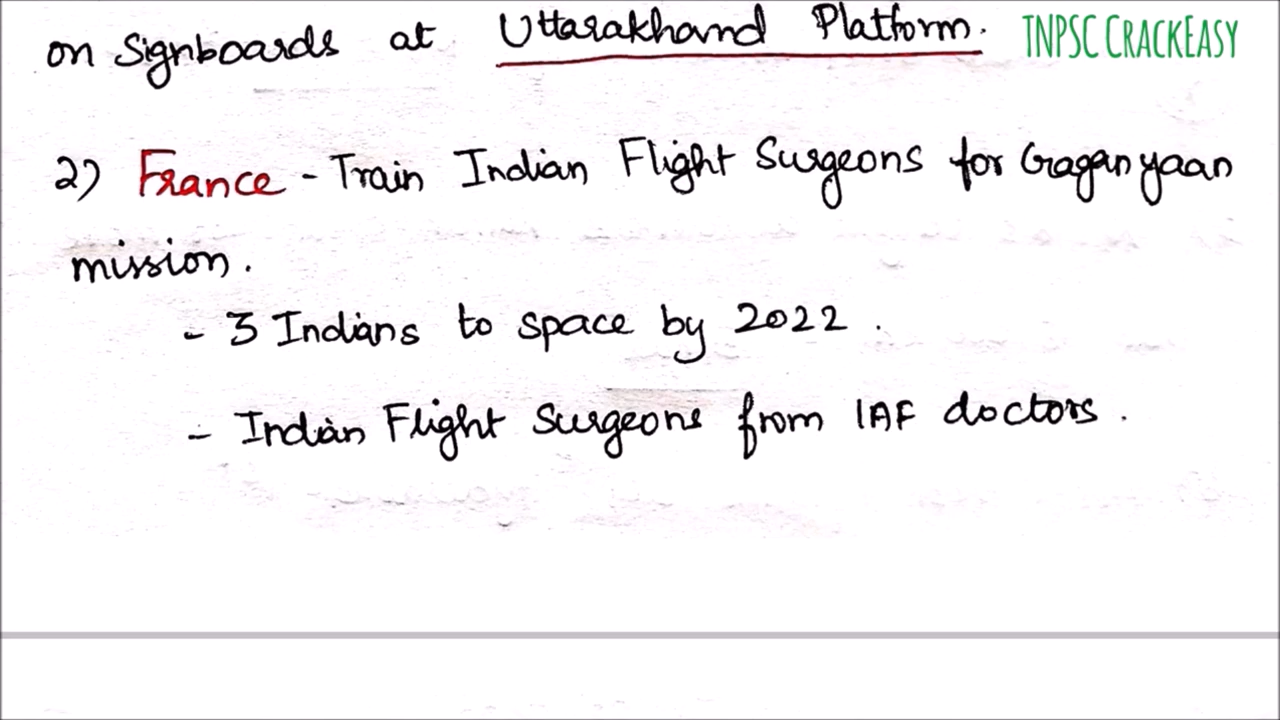 on Signboards at Uttarakhand Platform.
TNPSC CRACKEASY
2) France - Train Indian Flight Surgeons for Gaganyaan
mission.
- 3 Indians to space by 2022.
- Indian Flight Surgeons from IAF doctors.